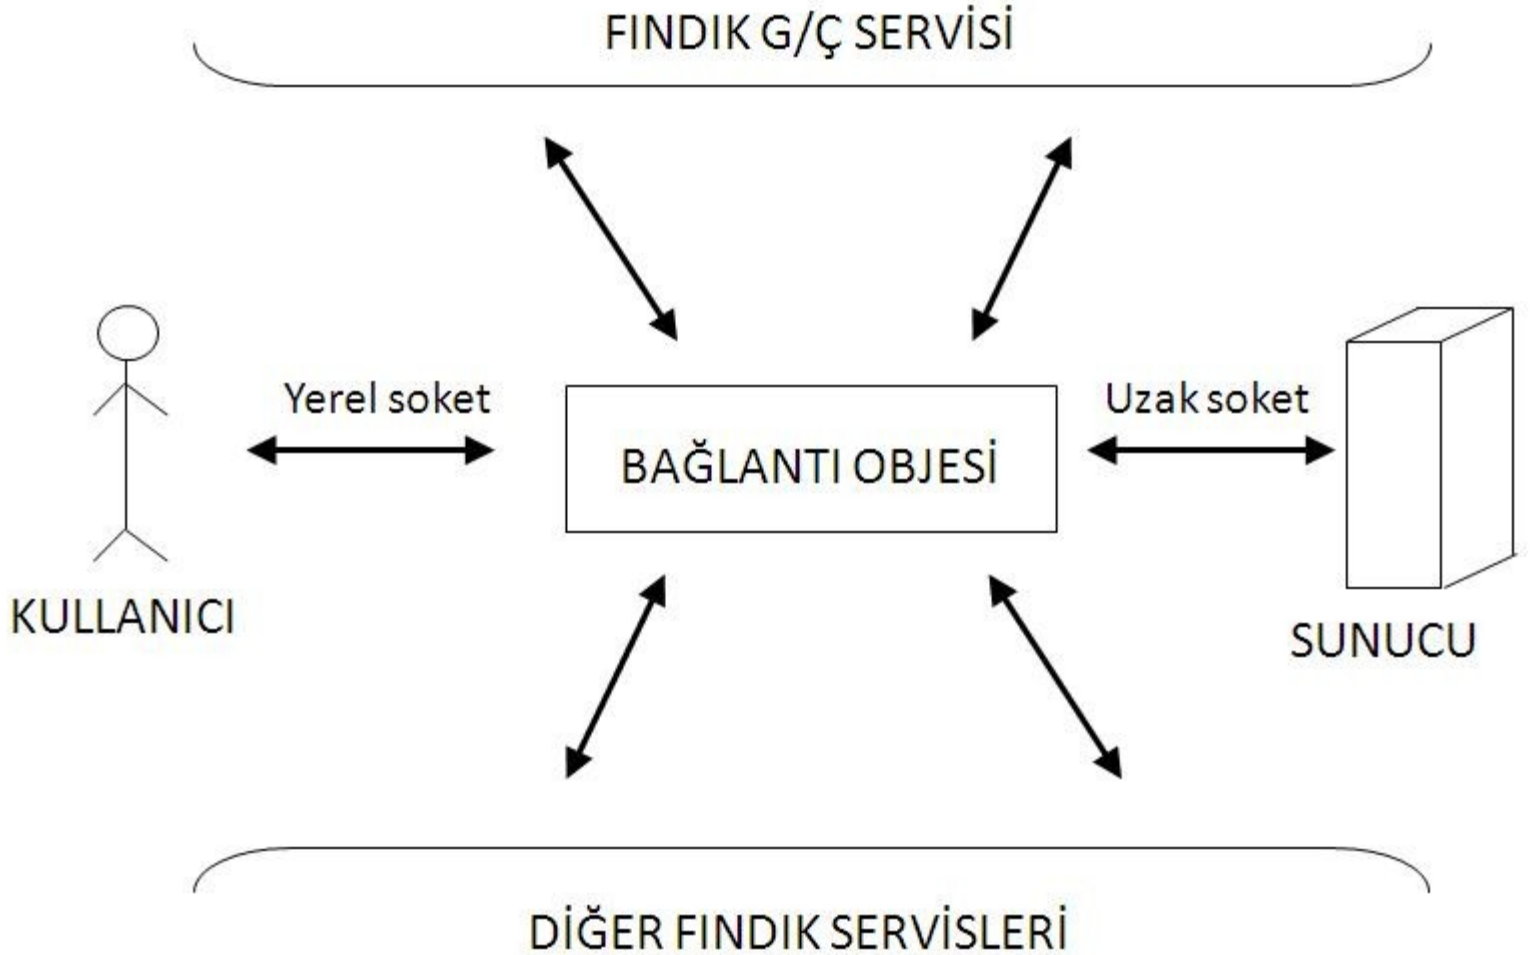 FINDIK G/Ç SERVİSİ
Yerel soket
Uzak soket
BAĞLANTI OBJESİ
KULLANICI
SUNUCU
DİĞER FINDIK SERVİSLERİ